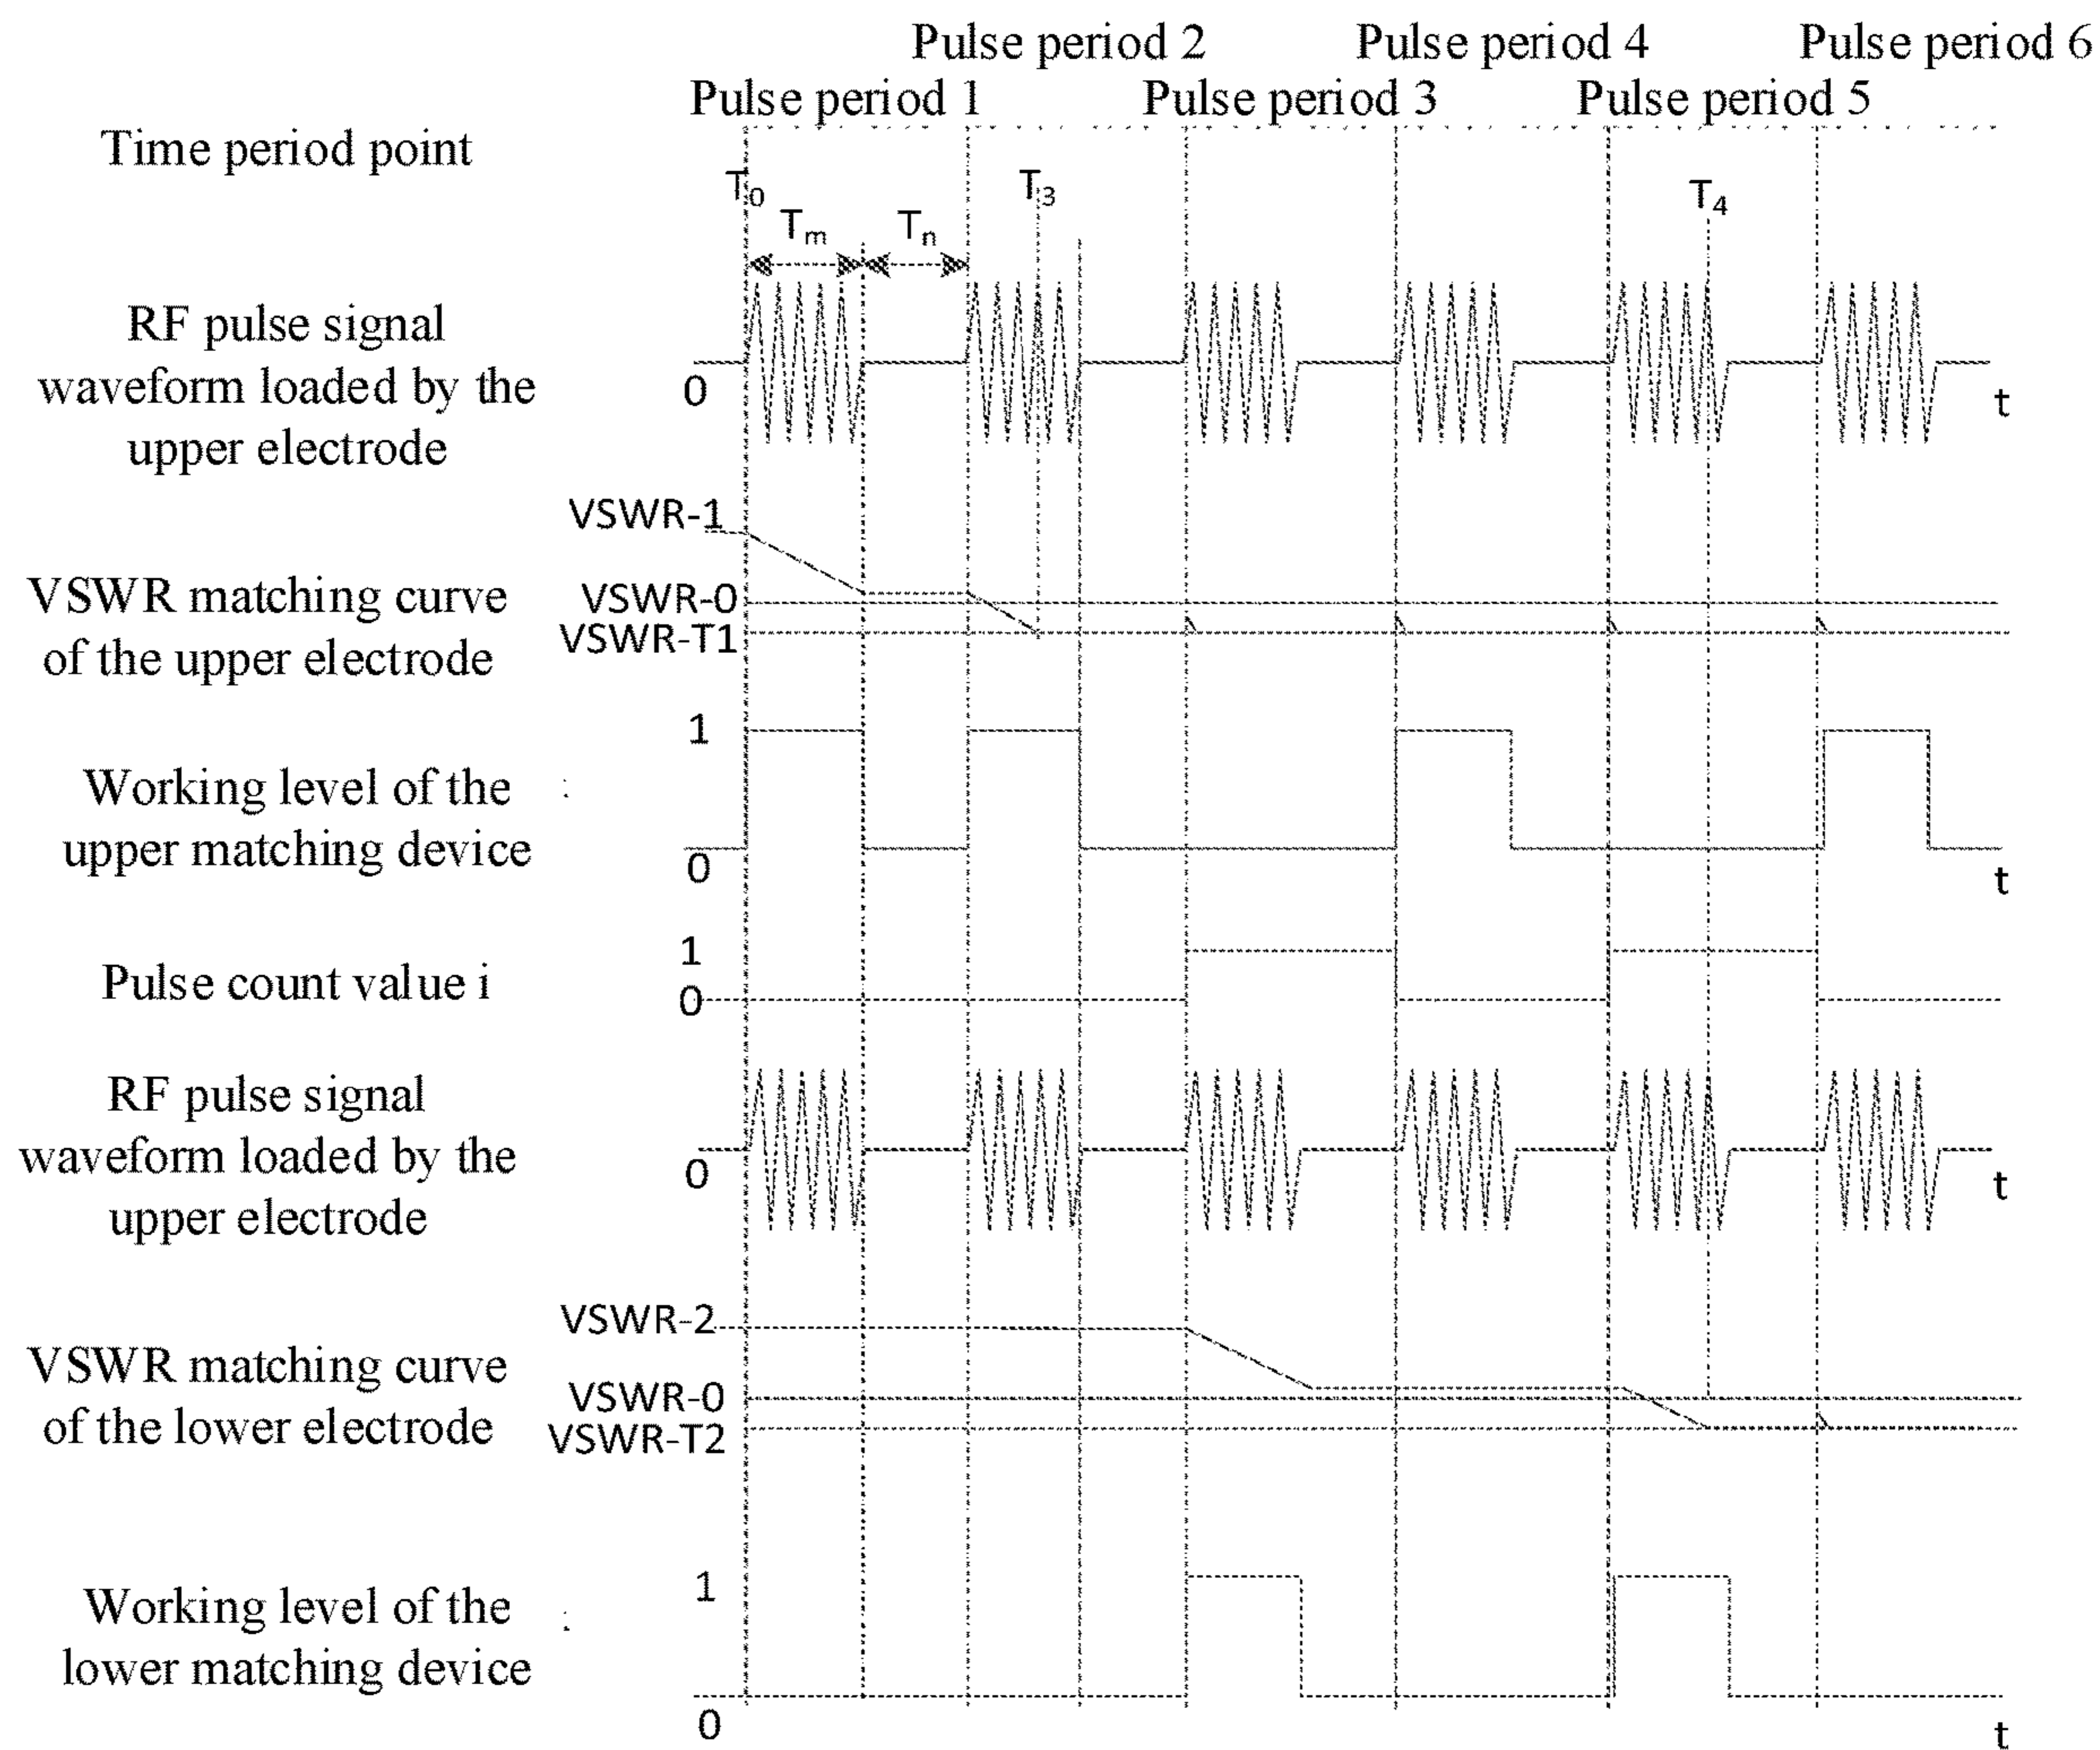 Pulse period 2
Pulse period 4
Pulse period 6
Pulse period 1
Pulse period 3
Pulse period 5
Time period point
T0
T3
T4
Tm
Tn
RF pulse signal
waveform loaded by the
upper electrode
0
t
VSWR-1
VSWR matching curve
of the upper electrode
VSWR-0
VSWR-T1
Working level of the
upper matching device
:
1
0
t
Pulse count value i
1
0
RF pulse signal
waveform loaded by the
upper electrode
0
t
VSWR-2
VSWR matching curve
of the lower electrode
VSWR-0
VSWR-T2
Working level of the
lower matching device
:
1
0
t